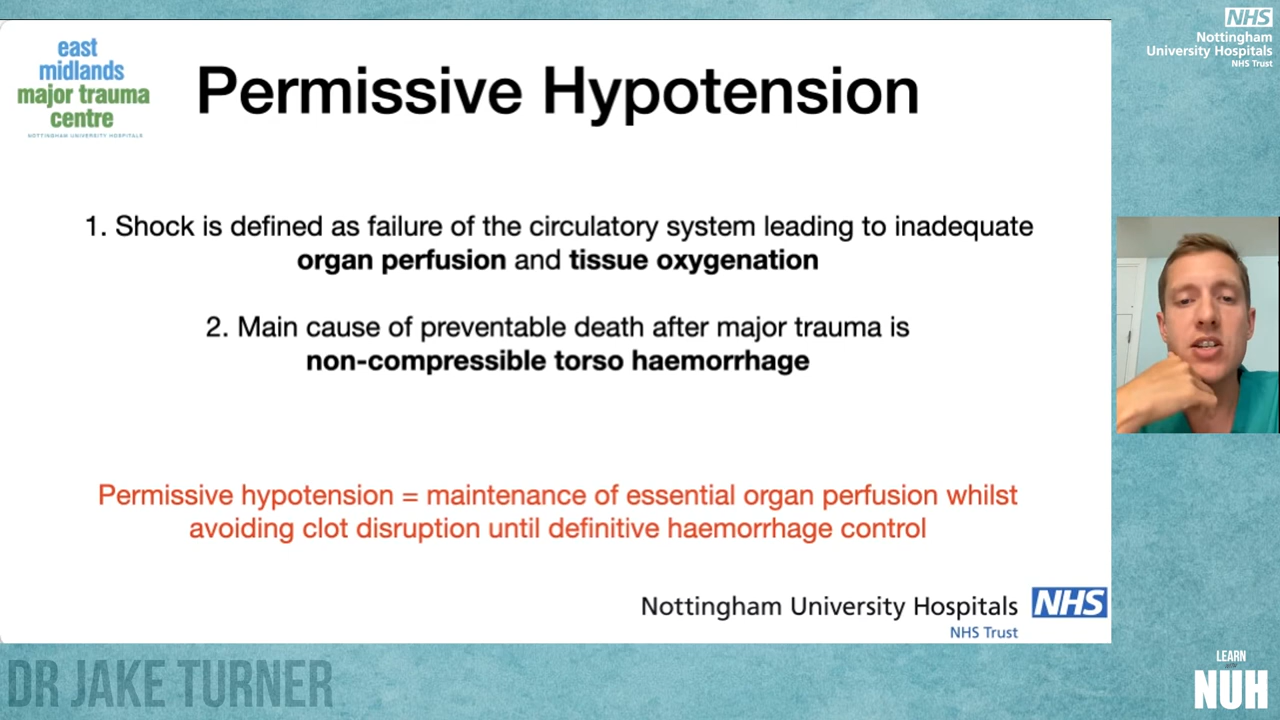 east
midlands
major trauma
centre
NOTTINGHAM UNIVERSITY HOSPITALS
Permissive Hypotension
NHS
Nottingham
University Hospitals
NHS Trust
1. Shock is defined as failure of the circulatory system leading to inadequate
organ perfusion and tissue oxygenation
2. Main cause of preventable death after major trauma is
non-compressible torso haemorrhage
Permissive hypotension = maintenance of essential organ perfusion whilst
avoiding clot disruption until definitive haemorrhage control
Nottingham University Hospitals NHS
NHS Trust
DR JAKE TURNER
LEARN
NUH